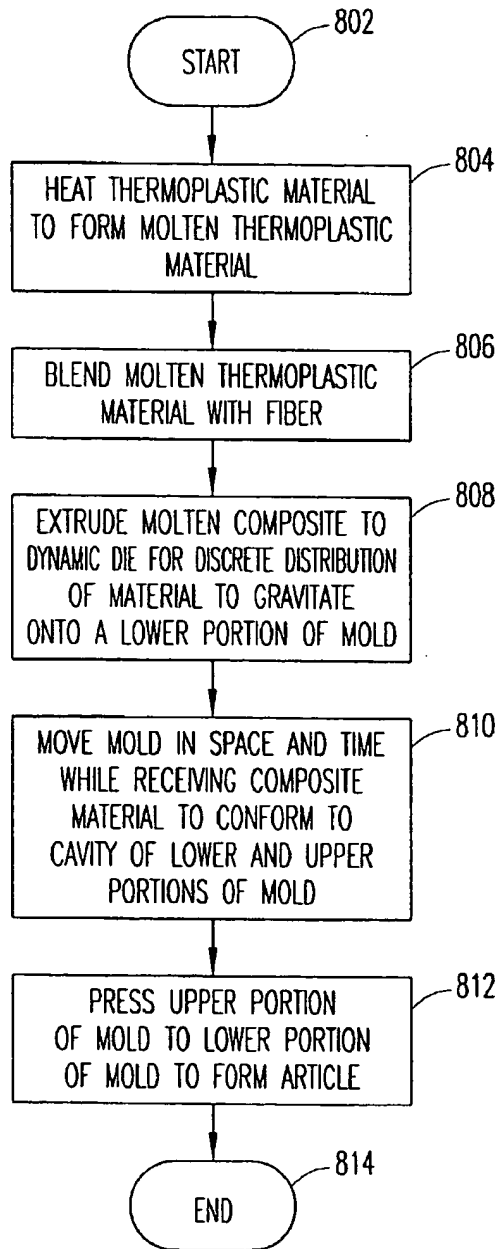 802
START
804
HEAT THERMOPLASTIC MATERIAL
TO FORM MOLTEN THERMOPLASTIC
MATERIAL
806
BLEND MOLTEN THERMOPLASTIC
MATERIAL WITH FIBER
808
EXTRUDE MOLTEN COMPOSITE TO
DYNAMIC DIE FOR DISCRETE DISTRIBUTION
OF MATERIAL TO GRAVITATE
ONTO A LOWER PORTION OF MOLD
810
MOVE MOLD IN SPACE AND TIME
WHILE RECEIVING COMPOSITE
MATERIAL TO CONFORM TO
CAVITY OF LOWER AND UPPER
PORTIONS OF MOLD
812
PRESS UPPER PORTION
OF MOLD TO LOWER PORTION
OF MOLD TO FORM ARTICLE
814
END